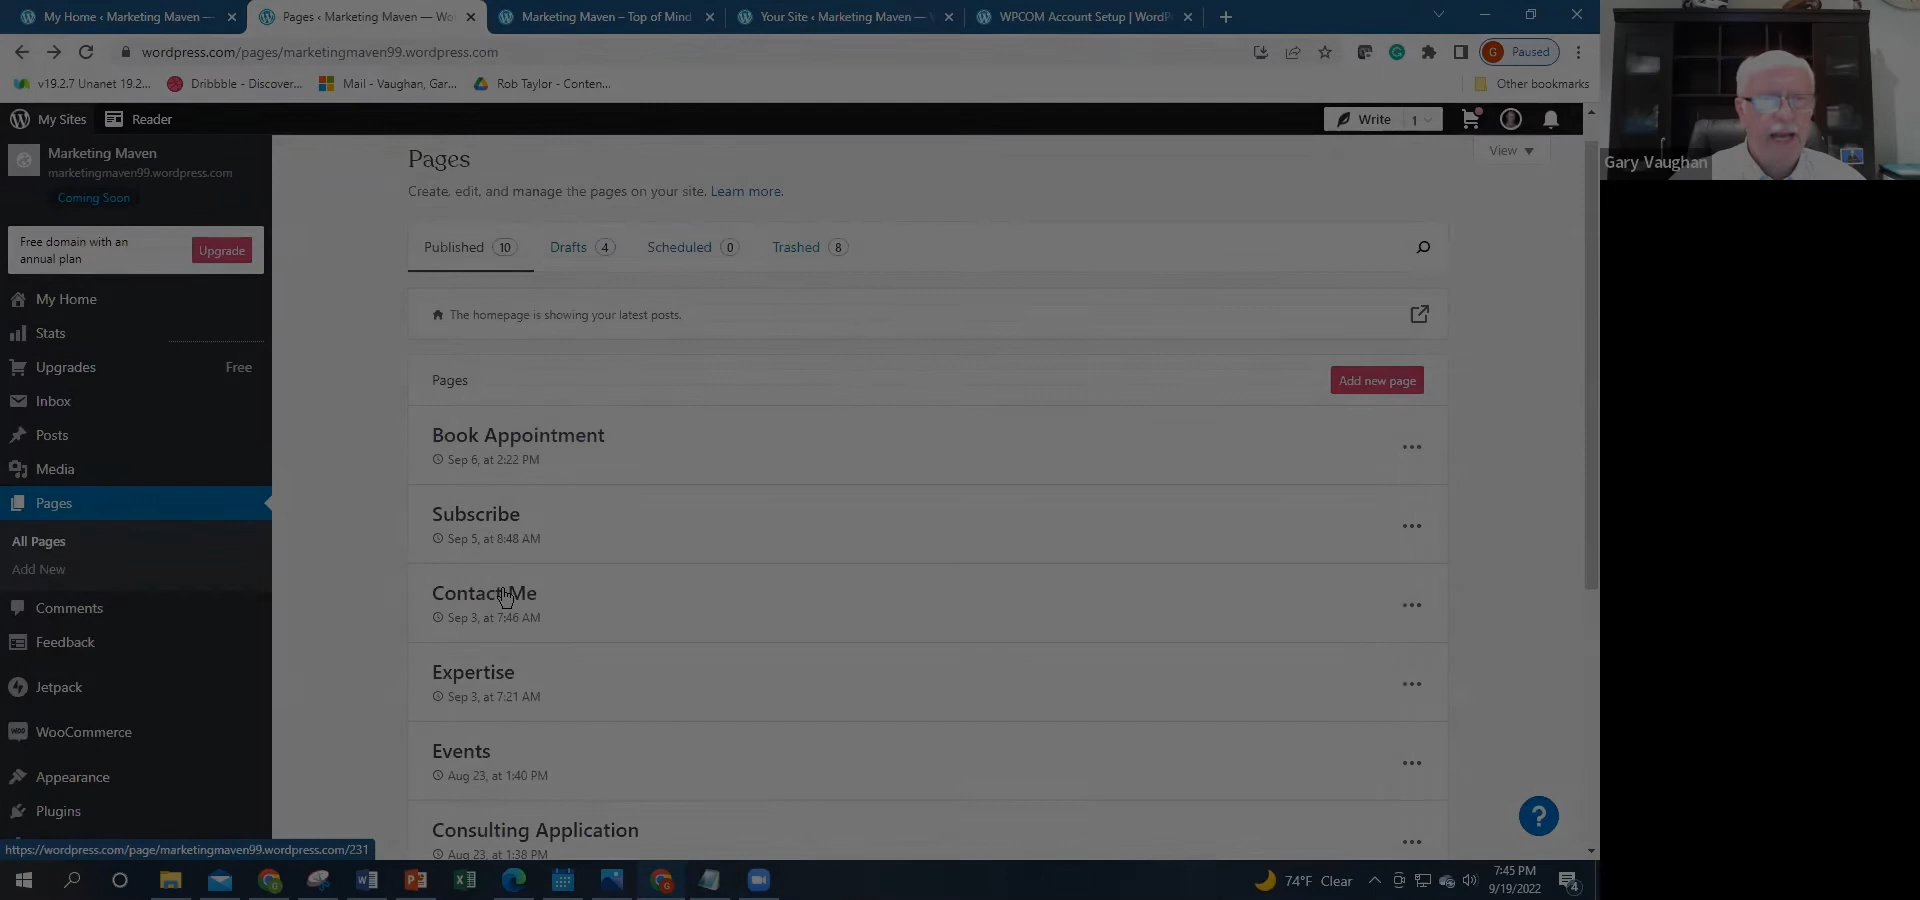 My Home ‹ Marketing Maven —
Pages ‹ Marketing Maven — Wo
Marketing Maven – Top of Mind
Your Site ‹ Marketing Maven —
WPCOM Account Setup | WordP
wordpress.com/pages/marketingmaven99.wordpress.com
G Paused
v19.2.7 Unanet 19.2...
Dribbble - Discover...
Mail - Vaughan, Gar...
Rob Taylor - Conten...
Other bookmarks
My Sites
Reader
Write 1
Gary Vaughan
Marketing Maven
marketingmaven99.wordpress.com
Coming Soon
Free domain with an
annual plan
Upgrade
My Home
Stats
Upgrades Free
Inbox
Posts
Media
Pages
All Pages
Add New
Comments
Feedback
Jetpack
WooCommerce
Appearance
Plugins
https://wordpress.com/page/marketingmaven99.wordpress.com/231
Pages
View
Create, edit, and manage the pages on your site. Learn more.
Published 10 Drafts 4 Scheduled 0 Trashed 8
The homepage is showing your latest posts.
Pages
Add new page
Book Appointment
Sep 6, at 2:22 PM
Subscribe
Sep 5, at 8:48 AM
Contact Me
Sep 3, at 7:46 AM
Expertise
Sep 3, at 7:21 AM
Events
Aug 23, at 1:40 PM
Consulting Application
Aug 23, at 1:38 PM
?
74°F Clear
7:45 PM
9/19/2022
4